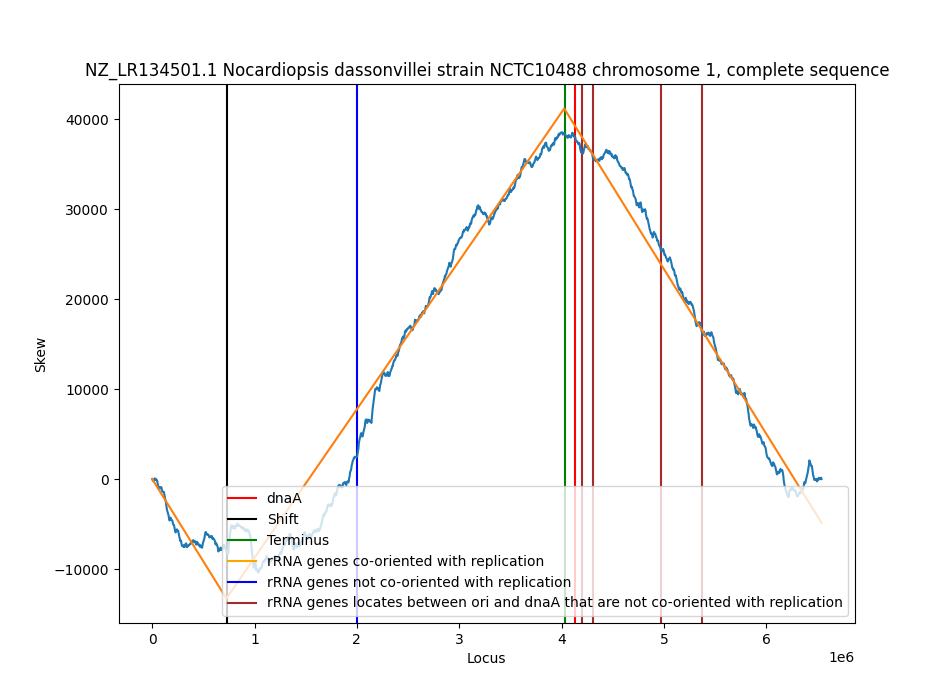 NZ_LR134501.1 Nocardiopsis dassonvillei strain NCTC10488 chromosome 1, complete sequence
40000
30000
20000
10000
0
−10000
Skew
dnaA
Shift
Terminus
rRNA genes co-oriented with replication
rRNA genes not co-oriented with replication
rRNA genes locates between ori and dnaA that are not co-oriented with replication
0 1 2 3 4 5 6
Locus
1e6